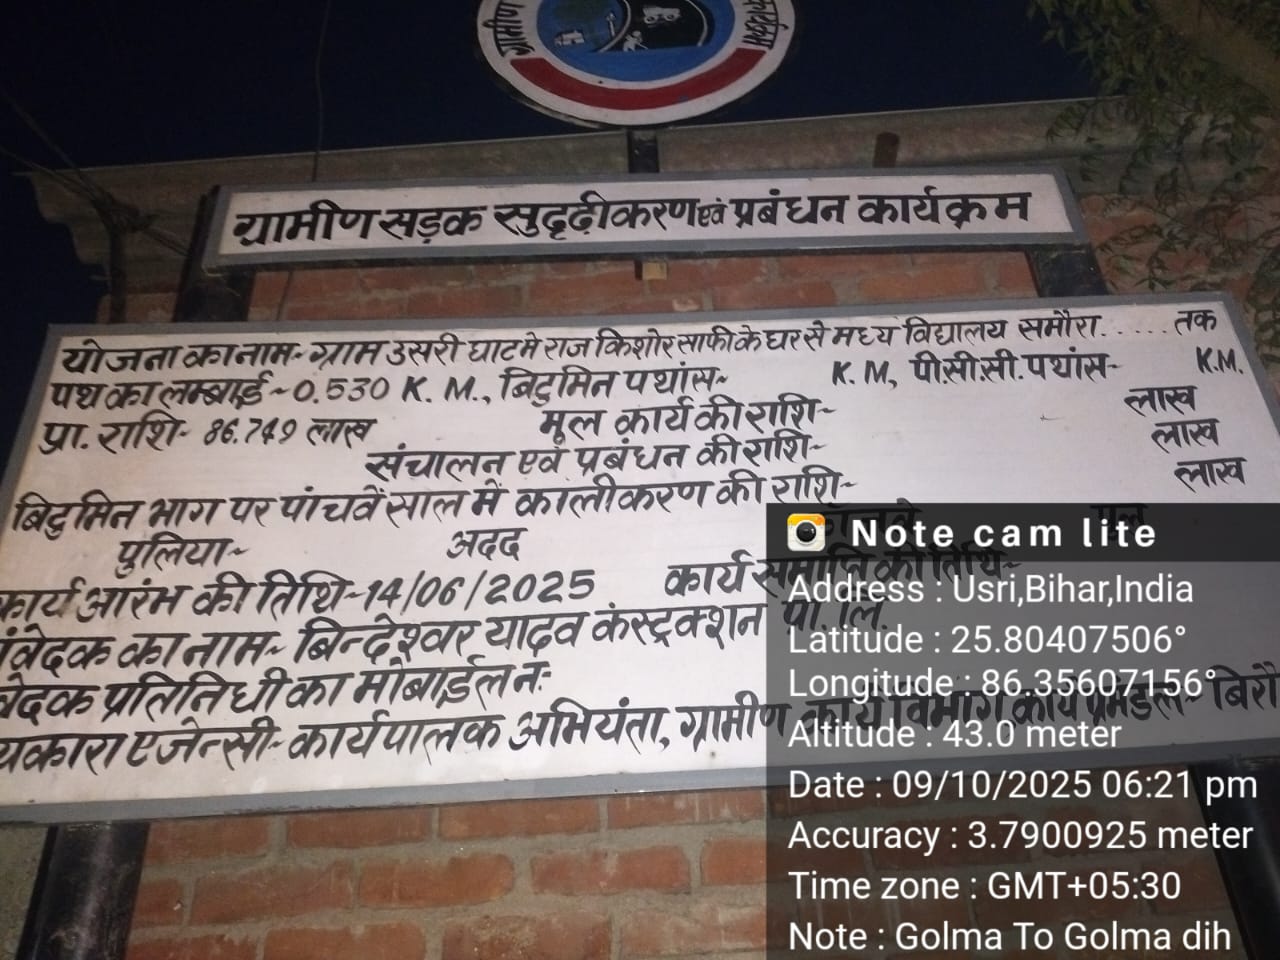 ग्रामीण
ग्रामीण सड़क सुदृढ़ीकरण एवं प्रबंधन कार्यक्रम
योजना का नाम- ग्राम उसरी घाट मे राज किशोर साफी के घर से मध्य विद्यालय समौरा...... तक
पथ का लम्बाई- 0.530 K. M., बिटुमिन पथांस- K. M, पी.सी.सी. पथांस- K.M.
प्रा. राशि- 86.749 लाख मूल कार्य की राशि- लाख
संचालन एवं प्रबंधन की राशि- लाख
बिटुमिन भाग पर पांचवें साल में कालीकरण की राशि- लाख
पुलिया- अदद
कार्य आरंभ की तिथि- 14/06/2025 कार्य समाप्ति की तिथि-
संवेदक का नाम- बिन्देश्वर यादव कंस्ट्रक्शन प्रा. लि.
वेदक प्रतिनिधी का मोबाईल न:
यकारा एजेन्सी- कार्यपालक अभियंता, ग्रामीण कार्य विभाग कार्य प्रमंडल- बिरौ
Note cam lite
Address : Usri,Bihar,India
Latitude : 25.80407506°
Longitude : 86.35607156°
Altitude : 43.0 meter
Date : 09/10/2025 06:21 pm
Accuracy : 3.7900925 meter
Time zone : GMT+05:30
Note : Golma To Golma dih